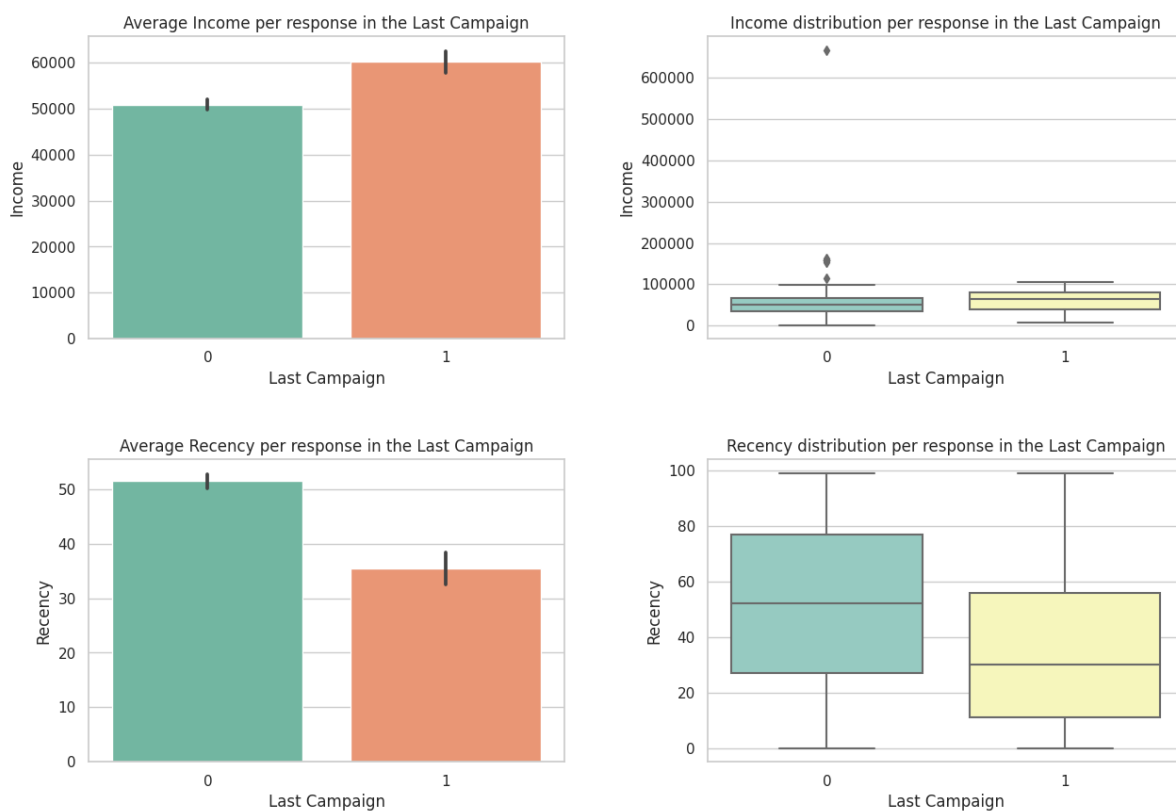 Average Income per response in the Last Campaign
60000
50000
40000
30000
20000
10000
0
Income
0 1
Last Campaign
Income distribution per response in the Last Campaign
600000
500000
400000
300000
200000
100000
0
Income
0 1
Last Campaign
Average Recency per response in the Last Campaign
50
40
30
20
10
0
Recency
0 1
Last Campaign
Recency distribution per response in the Last Campaign
100
80
60
40
20
0
Recency
0 1
Last Campaign